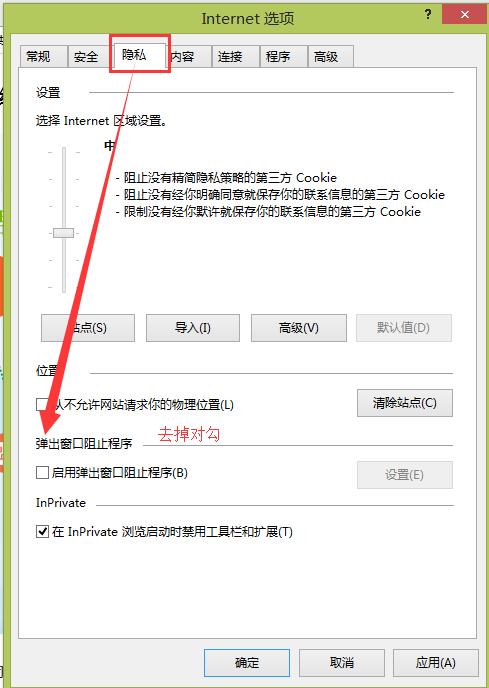 Internet 选项
?
常规 安全 隐私 内容 连接 程序 高级
设置
选择 Internet 区域设置。
中
- 阻止没有精简隐私策略的第三方 Cookie
- 阻止没有经你明确同意就保存你的联系信息的第三方 Cookie
- 限制没有经你默许就保存你的联系信息的第三方 Cookie
站点(S) 导入(I) 高级(V) 默认值(D)
位置
从不允许网站请求你的物理位置(L) 清除站点(C)
弹出窗口阻止程序 去掉对勾
启用弹出窗口阻止程序(B) 设置(E)
InPrivate
在 InPrivate 浏览启动时禁用工具栏和扩展(T)
确定 取消 应用(A)